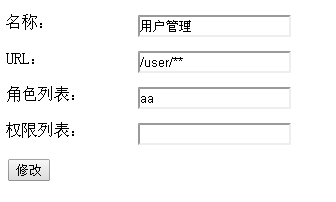 名称： 用户管理
URL： /user/**
角色列表： aa
权限列表：
修改